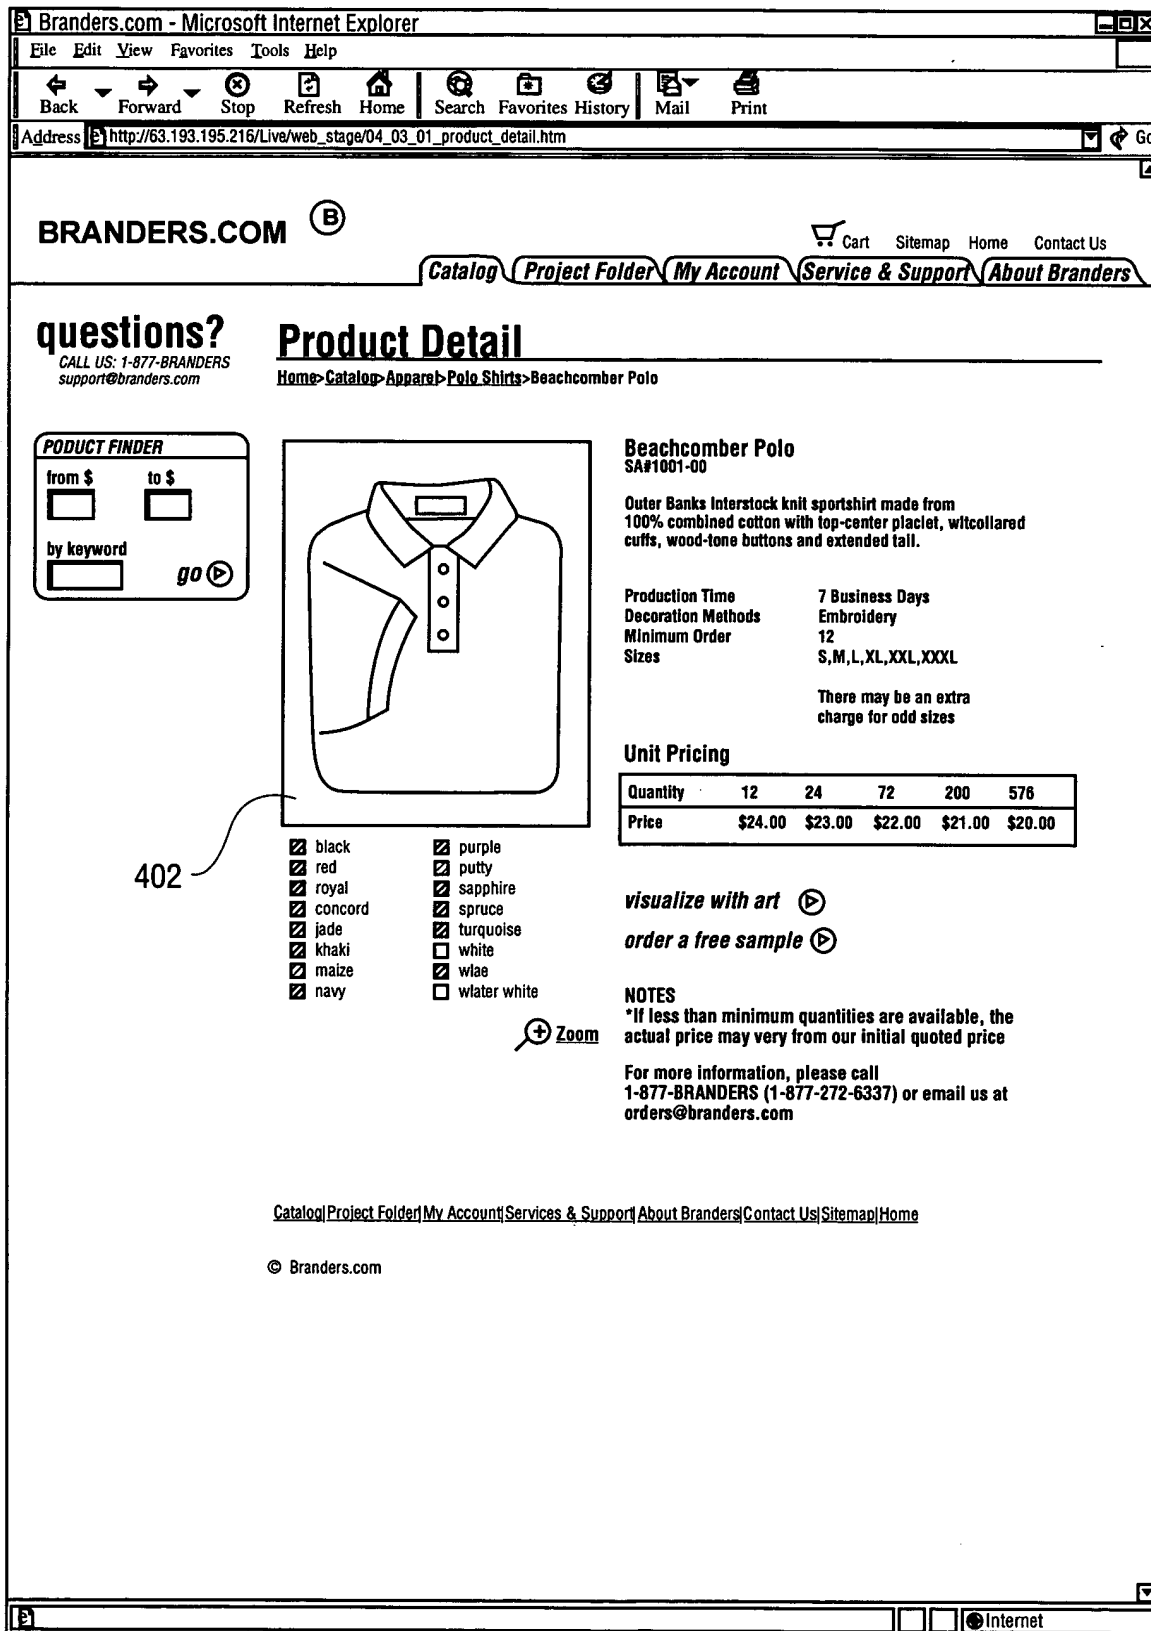 Branders.com - Microsoft Internet Explorer
File Edit View Favorites Tools Help
Back Forward Stop Refresh Home Search Favorites History Mail Print
Address http://63.193.195.216/Live/web_stage/04_03_01_product_detail.htm Go
BRANDERS.COM B
Cart Sitemap Home Contact Us
Catalog Project Folder My Account Service & Support About Branders
questions?
CALL US: 1-877-BRANDERS
support@branders.com
Product Detail
Home>Catalog>Apparel>Polo Shirts>Beachcomber Polo
PODUCT FINDER
from $ to $
by keyword
go
402
black
red
royal
concord
jade
khaki
maize
navy
purple
putty
sapphire
spruce
turquoise
white
wlae
wlater white
Zoom
Beachcomber Polo
SA#1001-00
Outer Banks Interstock knit sportshirt made from
100% combined cotton with top-center placlet, witcollared
cuffs, wood-tone buttons and extended tall.
Production Time 7 Business Days
Decoration Methods Embroidery
Minimum Order 12
Sizes S,M,L,XL,XXL,XXXL
There may be an extra
charge for odd sizes
Unit Pricing
Quantity 12 24 72 200 576
Price $24.00 $23.00 $22.00 $21.00 $20.00
visualize with art
order a free sample
NOTES
*If less than minimum quantities are available, the
actual price may very from our initial quoted price
For more information, please call
1-877-BRANDERS (1-877-272-6337) or email us at
orders@branders.com
Catalog|Project Folder|My Account|Services & Support|About Branders|Contact Us|Sitemap|Home
© Branders.com
Internet